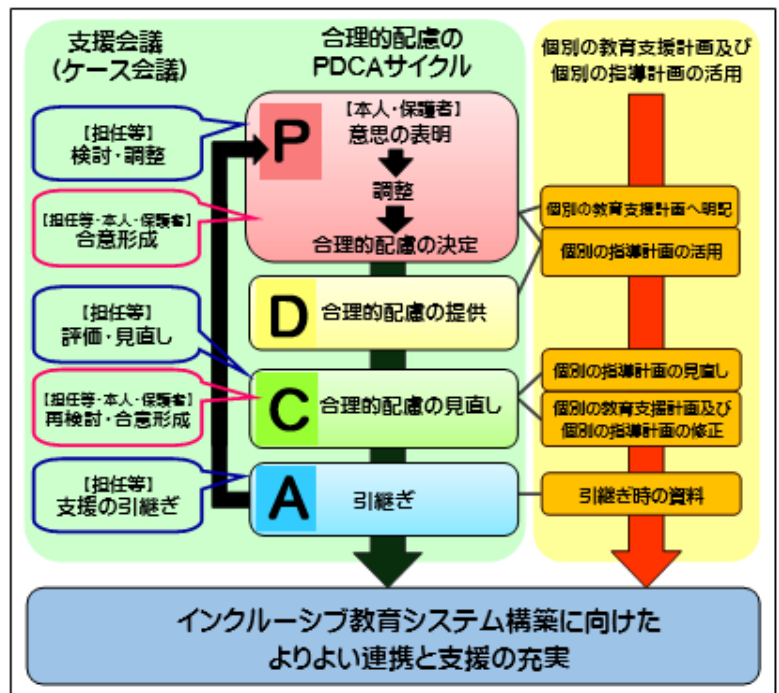 支援会議
(ケース会議)
合理的配慮の
PDCAサイクル
個別の教育支援計画及び
個別の指導計画の活用
【担任等】
検討・調整
【担任等・本人・保護者】
合意形成
【担任等】
評価・見直し
【担任等・本人・保護者】
再検討・合意形成
【担任等】
支援の引継ぎ
P
【本人・保護者】
意思の表明
調整
合理的配慮の決定
D
合理的配慮の提供
C
合理的配慮の見直し
A
引継ぎ
個別の教育支援計画へ明記
個別の指導計画の活用
個別の指導計画の見直し
個別の教育支援計画及び
個別の指導計画の修正
引継ぎ時の資料
インクルーシブ教育システム構築に向けた
よりよい連携と支援の充実